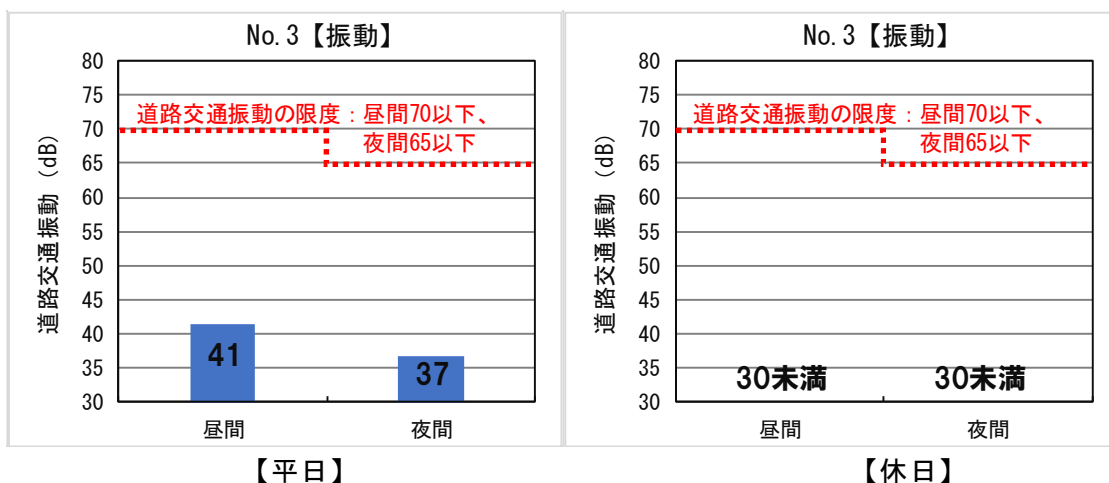 No.3【振動】
80
75
70
65
60
55
50
45
40
35
30
道路交通振動（dB）
道路交通振動の限度：昼間70以下、
夜間65以下
41
37
昼間
夜間
【平日】
No.3【振動】
80
75
70
65
60
55
50
45
40
35
30
道路交通振動（dB）
道路交通振動の限度：昼間70以下、
夜間65以下
30未満
30未満
昼間
夜間
【休日】